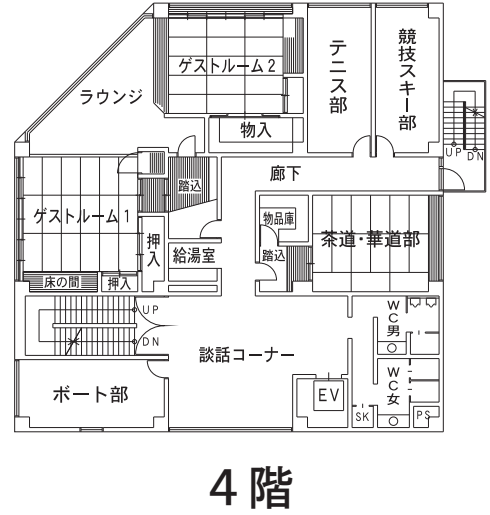 ラウンジ
ゲストルーム2
テニス部
競技スキー部
物入
UP
DN
廊下
踏込
ゲストルーム1
押入
物品庫
茶道・華道部
給湯室
踏込
床の間
押入
UP
DN
談話コーナー
WC男
ボート部
EV
WC女
SK
PS
4階